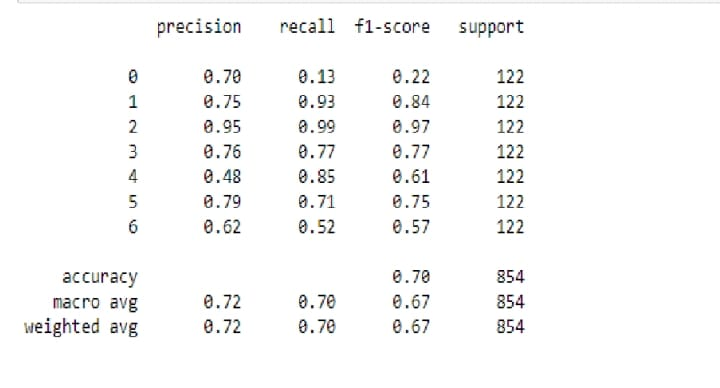 precision recall f1-score support
0 0.70 0.13 0.22 122
1 0.75 0.93 0.84 122
2 0.95 0.99 0.97 122
3 0.76 0.77 0.77 122
4 0.48 0.85 0.61 122
5 0.79 0.71 0.75 122
6 0.62 0.52 0.57 122
accuracy 0.70 854
macro avg 0.72 0.70 0.67 854
weighted avg 0.72 0.70 0.67 854